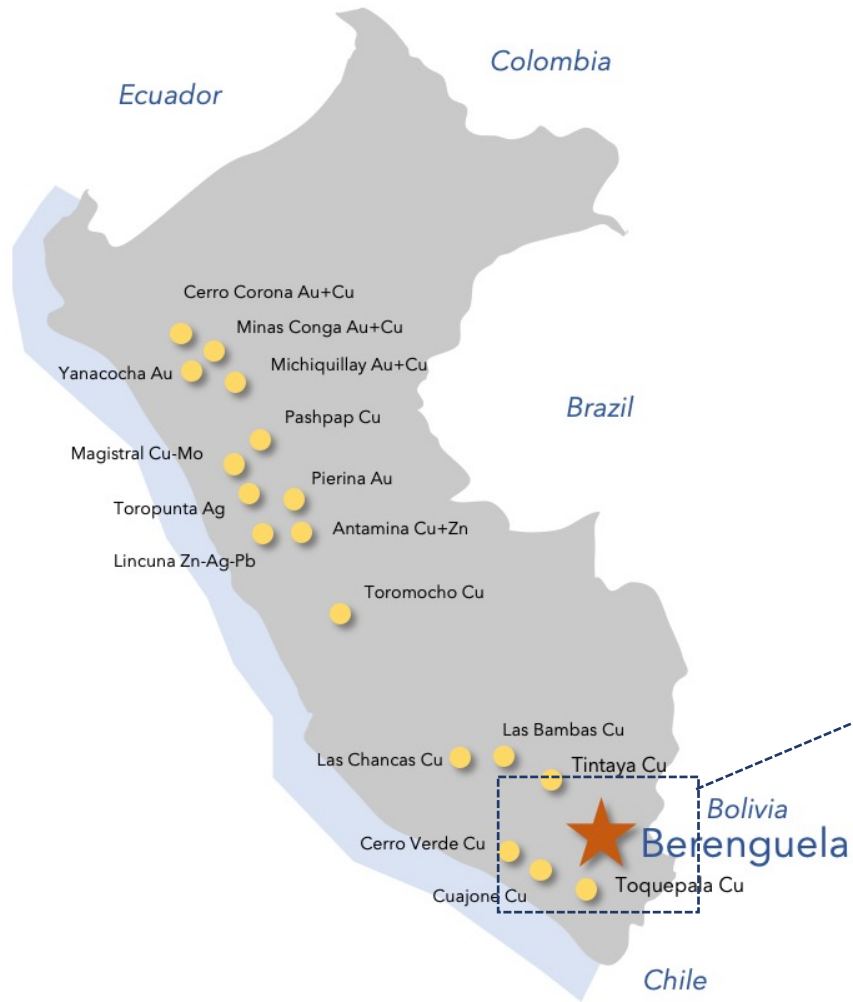 Colombia
Ecuador
Cerro Corona Au+Cu
Minas Conga Au+Cu
Michiquillay Au+Cu
Yanacocha Au
Brazil
Pashpap Cu
Magistral Cu-Mo
Pierina Au
Toropunta Ag
Antamina Cu+Zn
Lincuna Zn-Ag-Pb
Toromocho Cu
Las Bambas Cu
Las Chancas Cu
Tintaya Cu
Bolivia
Berenguela
Cerro Verde Cu
Toquepala Cu
Cuajone Cu
Chile